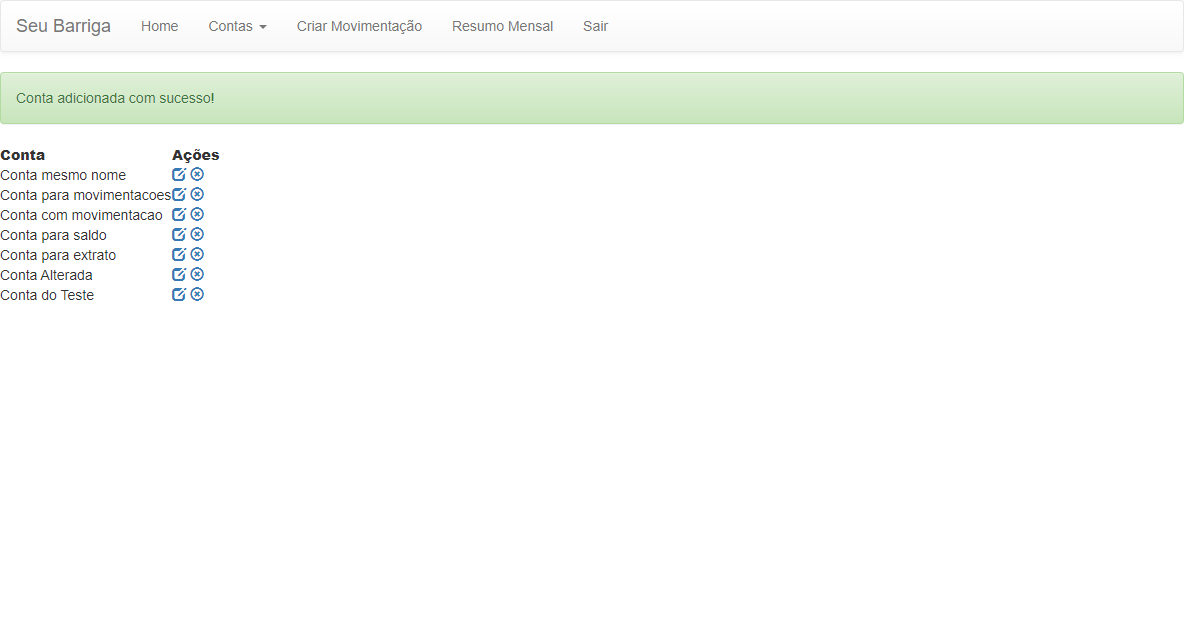 Seu Barriga Home Contas Criar Movimentação Resumo Mensal Sair
Conta adicionada com sucesso!
Conta Ações
Conta mesmo nome
Conta para movimentacoes
Conta com movimentacao
Conta para saldo
Conta para extrato
Conta Alterada
Conta do Teste